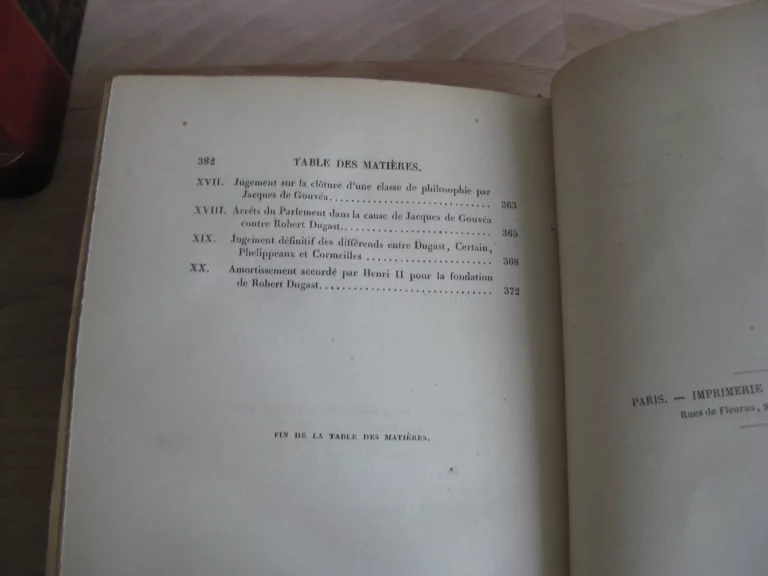 382 TABLE DES MATIÈRES.
XVII. Jugement sur la clôture d'une classe de philosophie par
Jacques de Gouvéa................................ 363
XVIII. Arrêts du Parlement dans la cause de Jacques de Gouvéa
contre Robert Dugast............................ 365
XIX. Jugement définitif des différends entre Dugast, Certain,
Phelippeaux et Cormeilles ........................ 368
XX. Amortissement accordé par Henri II pour la fondation
de Robert Dugast................................ 372
FIN DE LA TABLE DES MATIÈRES.
PARIS. — IMPRIMERIE
Rues de Fleurus, 9